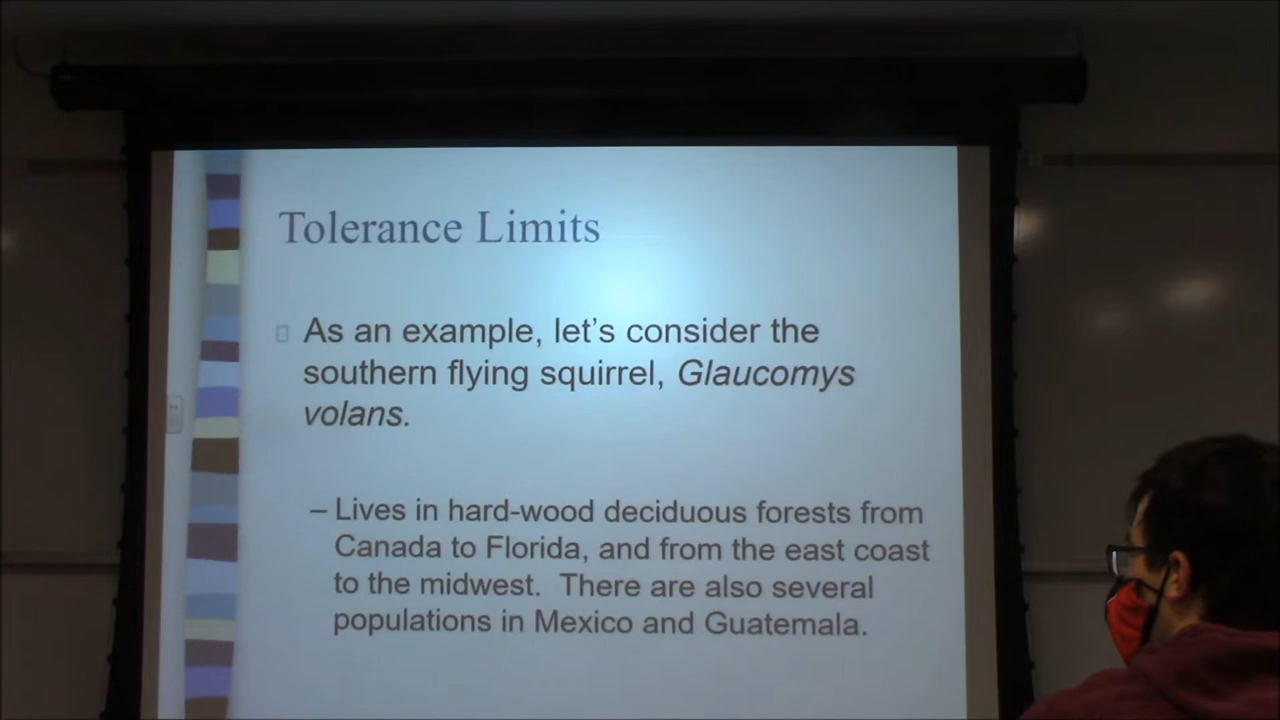 Tolerance Limits
As an example, let's consider the
southern flying squirrel, Glaucomys
volans.
– Lives in hard-wood deciduous forests from
Canada to Florida, and from the east coast
to the midwest.  There are also several
populations in Mexico and Guatemala.